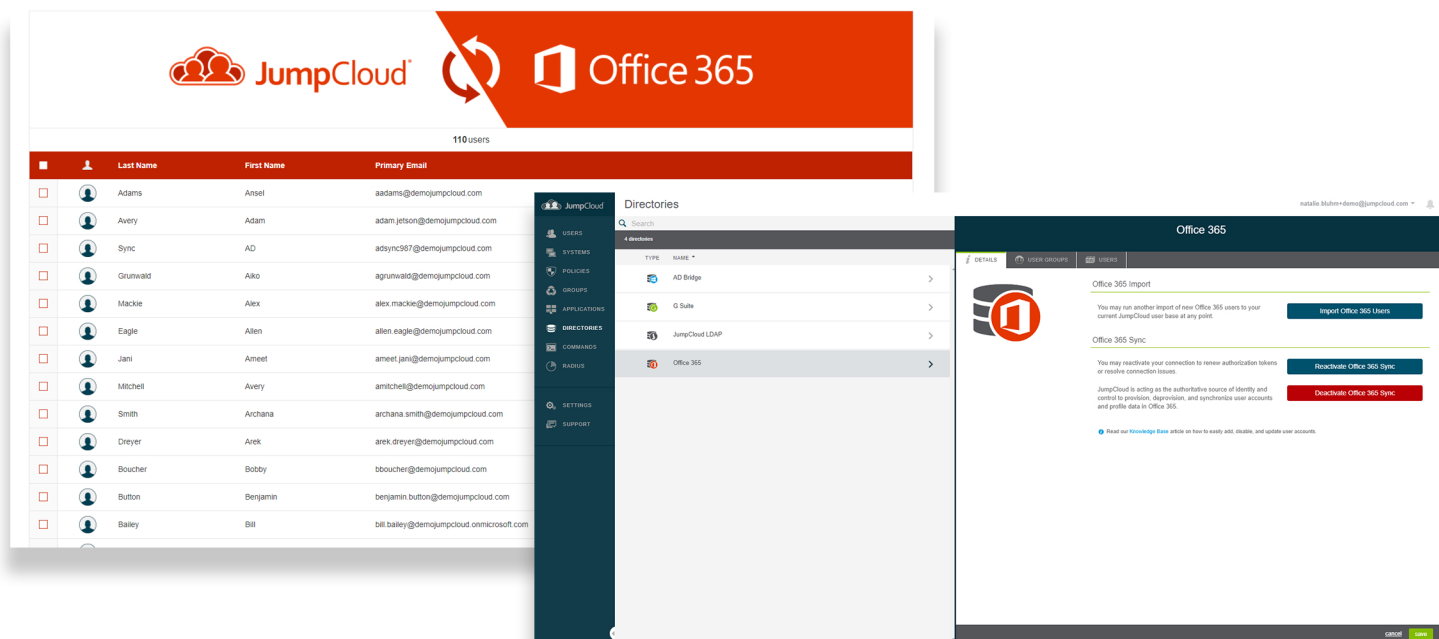 JumpCloud
Office 365
110 users
Last Name First Name Primary Email
Adams Ansel aadams@demojumpcloud.com
Avery Adam adam.jetson@demojumpcloud.com
Sync AD adsync987@demojumpcloud.com
Grunwald Aiko agrunwald@demojumpcloud.com
Mackie Alex alex.mackie@demojumpcloud.com
Eagle Allen allen.eagle@demojumpcloud.com
Jani Ameet ameet.jani@demojumpcloud.com
Mitchell Avery amitchell@demojumpcloud.com
Smith Archana archana.smith@demojumpcloud.com
Dreyer Arek arek.dreyer@demojumpcloud.com
Boucher Bobby bboucher@demojumpcloud.com
Button Benjamin benjamin.button@demojumpcloud.com
Bailey Bill bill.bailey@demojumpcloud.onmicrosoft.com
JumpCloud
USERS
SYSTEMS
POLICIES
GROUPS
APPLICATIONS
DIRECTORIES
COMMANDS
RADIUS
SETTINGS
SUPPORT
Directories
natalie.bluhm+demo@jumpcloud.com
Search
4 directories
TYPE NAME
AD Bridge
G Suite
JumpCloud LDAP
Office 365
Office 365
DETAILS USER GROUPS USERS
Office 365 Import
You may run another import of new Office 365 users to your
current JumpCloud user base at any point.
Import Office 365 Users
Office 365 Sync
You may reactivate your connection to renew authorization tokens
or resolve connection issues.
Reactivate Office 365 Sync
JumpCloud is acting as the authoritative source of identity and
control to provision, deprovision, and synchronize user accounts
and profile data in Office 365.
Deactivate Office 365 Sync
Read our Knowledge Base article on how to easily add, disable, and update user accounts.
cancel save